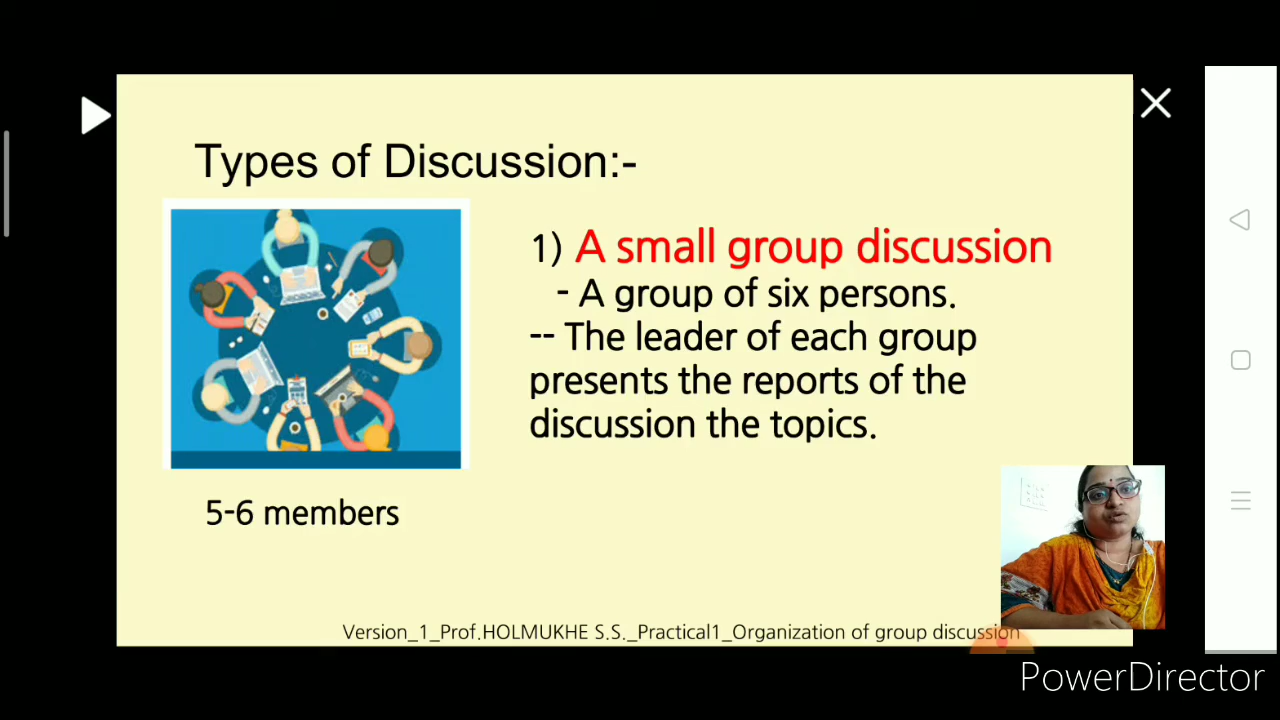 Types of Discussion:-
1) A small group discussion
- A group of six persons.
-- The leader of each group
presents the reports of the
discussion the topics.
5-6 members
Version_1_Prof.HOLMUKHE S.S._Practical1_Organization of group discussion
PowerDirector